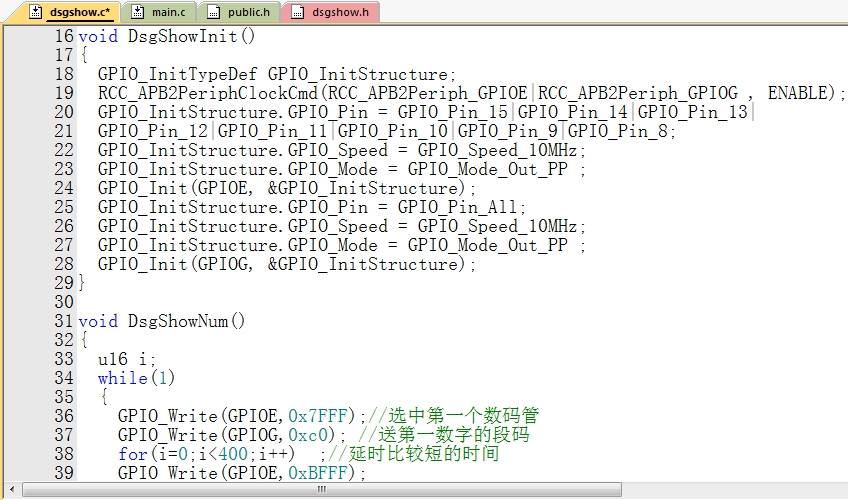 dsgshow.c* main.c public.h dsgshow.h
16 void DsgShowInit()
17 {
18 GPIO_InitTypeDef GPIO_InitStructure;
19 RCC_APB2PeriphClockCmd(RCC_APB2Periph_GPIOE|RCC_APB2Periph_GPIOG , ENABLE);
20 GPIO_InitStructure.GPIO_Pin = GPIO_Pin_15|GPIO_Pin_14|GPIO_Pin_13|
21 GPIO_Pin_12|GPIO_Pin_11|GPIO_Pin_10|GPIO_Pin_9|GPIO_Pin_8;
22 GPIO_InitStructure.GPIO_Speed = GPIO_Speed_10MHz;
23 GPIO_InitStructure.GPIO_Mode = GPIO_Mode_Out_PP ;
24 GPIO_Init(GPIOE, &GPIO_InitStructure);
25 GPIO_InitStructure.GPIO_Pin = GPIO_Pin_All;
26 GPIO_InitStructure.GPIO_Speed = GPIO_Speed_10MHz;
27 GPIO_InitStructure.GPIO_Mode = GPIO_Mode_Out_PP ;
28 GPIO_Init(GPIOG, &GPIO_InitStructure);
29 }
30
31 void DsgShowNum()
32 {
33 u16 i;
34 while(1)
35 {
36 GPIO_Write(GPIOE,0x7FFF);//选中第一个数码管
37 GPIO_Write(GPIOG,0xc0); //送第一数字的段码
38 for(i=0;i<400;i++) ;//延时比较短的时间
39 GPIO_Write(GPIOE,0xBFFF);